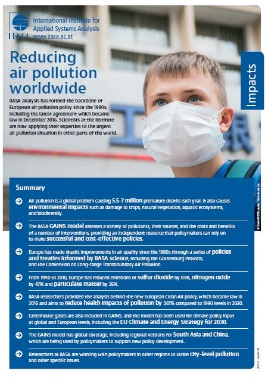 International Institute for
Applied Systems Analysis
www.iiasa.ac.at
Reducing
air pollution
worldwide
IIASA analysis has formed the backbone of
European air pollution policy since the 1980s,
including the latest agreement which became
law in December 2016. Scientists at the institute
are now applying their expertise to the urgent
air pollution situation in other parts of the world.
Impacts
Summary
Air pollution is a global problem causing 5.5-7 million premature deaths each year. It also causes
environmental impacts such as damage to crops, natural vegetation, aquatic ecosystems,
and biodiversity.
The IIASA GAINS model assesses a variety of pollutants, their sources, and the costs and benefits
of a number of interventions, providing an independent resource that policymakers can rely on
to make successful and cost-effective policies.
Europe has made drastic improvements in air quality since the 1980s through a series of policies
and treaties informed by IIASA science, including the Gothenburg Protocol,
and the Convention on Long-range Transboundary Air Pollution.
From 1990 to 2010, Europe has reduced emissions of sulfur dioxide by 80%, nitrogen oxide
by 47% and particulate matter by 35%.
IIASA researchers provided the analysis behind the new European Clean Air policy, which became law in
2016 and aims to reduce health impacts of pollution by 50% compared to 1990 levels in 2030.
Greenhouse gases are also included in GAINS, and the model has been used for climate policy input
at global and European levels, including the EU Climate and Energy Strategy for 2030.
The GAINS model has global coverage, including regional versions for South Asia and China,
which are being used by policymakers to support new policy development.
Researchers at IIASA are working with policymakers in other regions to tackle city-level pollution
and other specific issues.